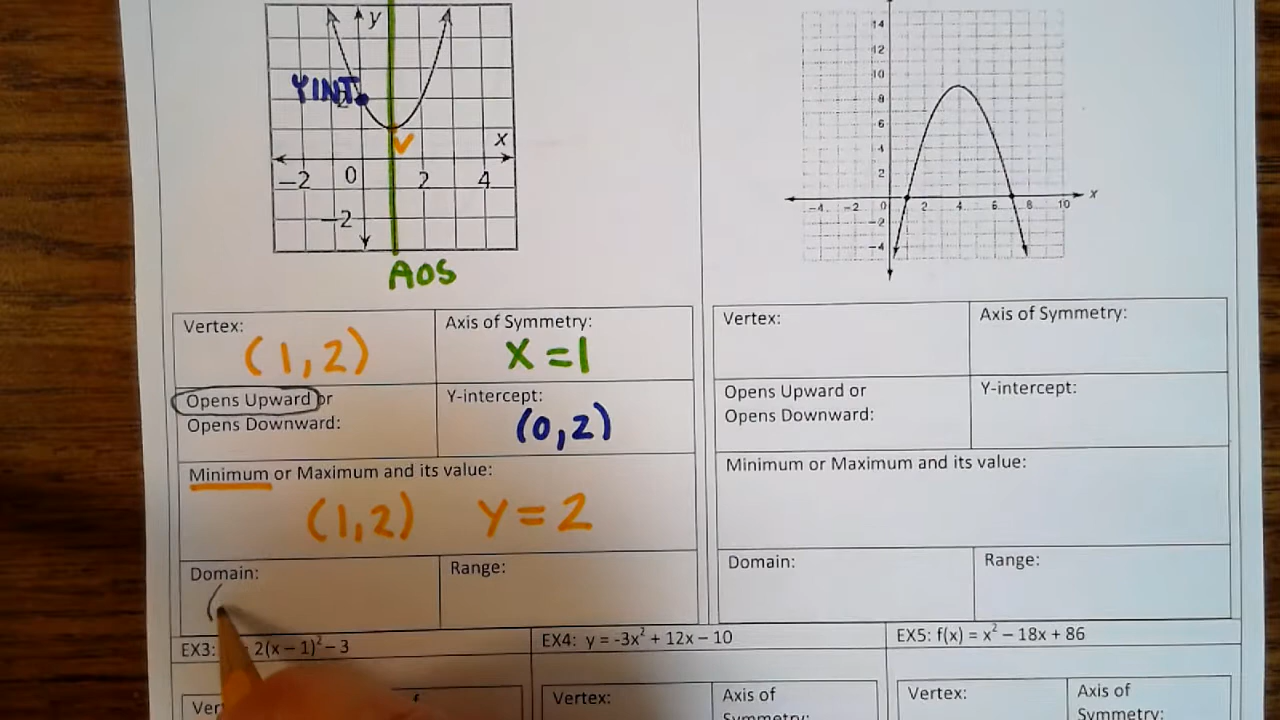 y
YINT.
2
V
x
-2 0 2 4
-2
AOS
14
12
10
8
6
4
2
-4 -2 0 2 4 6 8 10 x
-2
-4
Vertex:
(1,2)
Axis of Symmetry:
x=1
Opens Upward or
Opens Downward:
Y-intercept:
(0,2)
Minimum or Maximum and its value:
(1,2) y=2
Domain:
(
Range:
Vertex:
Axis of Symmetry:
Opens Upward or
Opens Downward:
Y-intercept:
Minimum or Maximum and its value:
Domain:
Range:
EX3: 2(x – 1)² – 3
EX4: y = -3x² + 12x – 10
EX5: f(x) = x² – 18x + 86
Vertex:
Axis of
Symmetry:
Vertex:
Axis of
Symmetry: